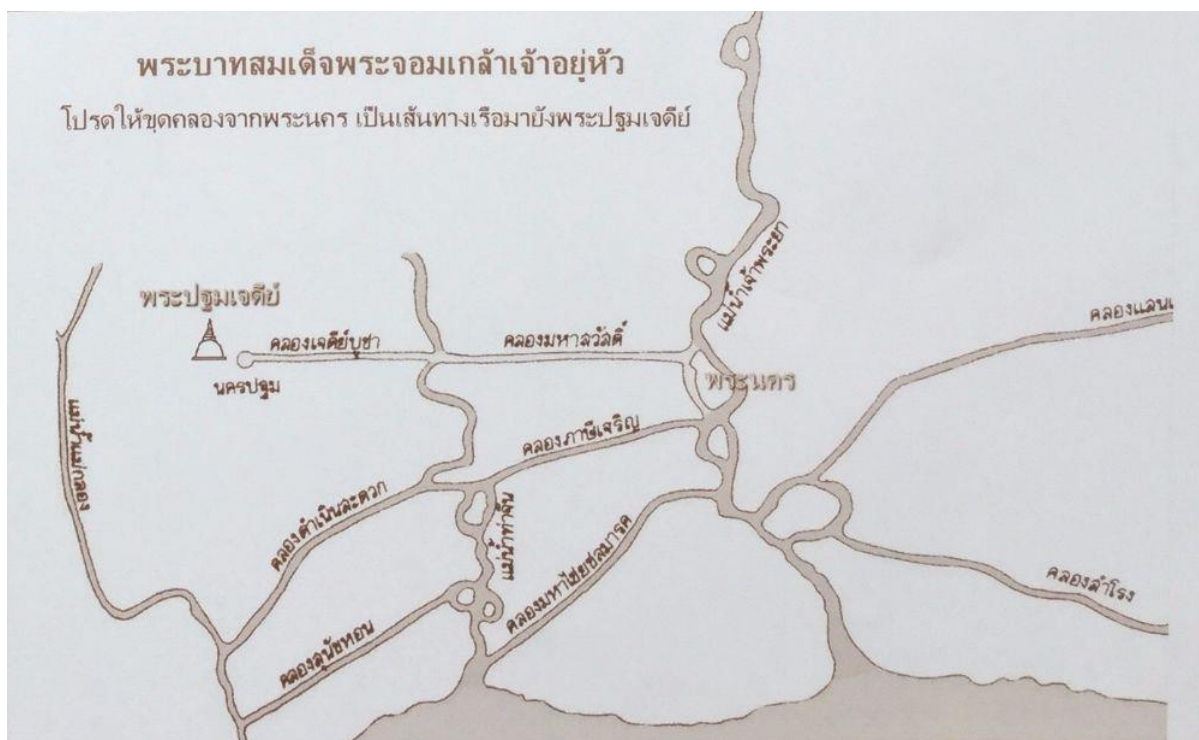 พระบาทสมเด็จพระจอมเกล้าเจ้าอยู่หัว
โปรดให้ขุดคลองจากพระนคร เป็นเส้นทางเรือมายังพระปฐมเจดีย์
แม่น้ำเจ้าพระยา
พระปฐมเจดีย์
คลองแสนแ
คลองเจดีย์บูชา
คลองมหาสวัสดิ์
นครปฐม
พระนคร
แม่น้ำแม่กลอง
คลองภาษีเจริญ
คลองดำเนินสะดวก
แม่น้ำท่าจีน
คลองมหาไชยชลมารค
คลองสำโรง
คลองสุนัขหอน